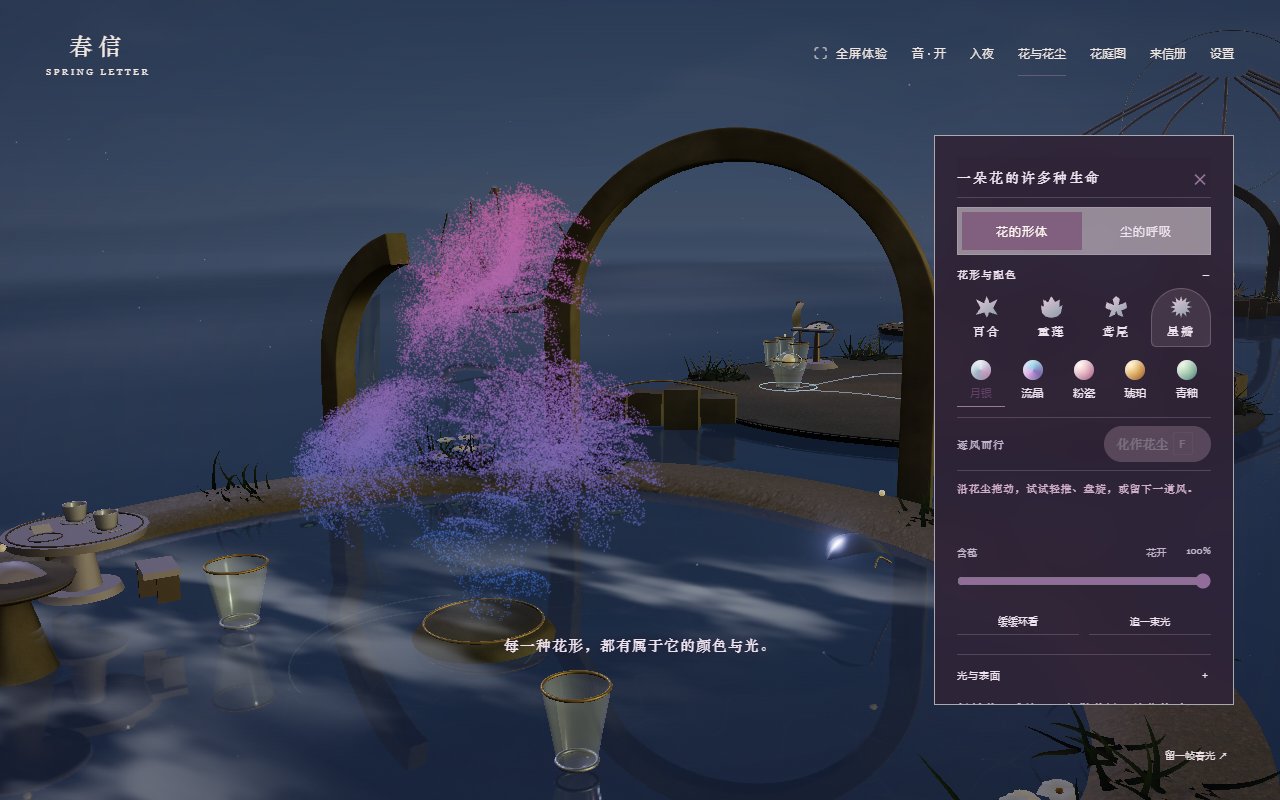 春信
SPRING LETTER
全屏体验 音·开 入夜 花与花尘 花庭图 来信册 设置
一朵花的许多种生命
花的形体 尘的呼吸
花形与配色
百合 重莲 鸢尾 星瓣
月银 流晶 粉瓷 琥珀 青釉
逐风而行 化作花尘 F
沿花尘拖动，试试轻推、盘旋，或留下一道风。
含苞 花开 100%
缓缓环看 追一束光
光与表面
每一种花形，都有属于它的颜色与光。
留一帧春光 ↗